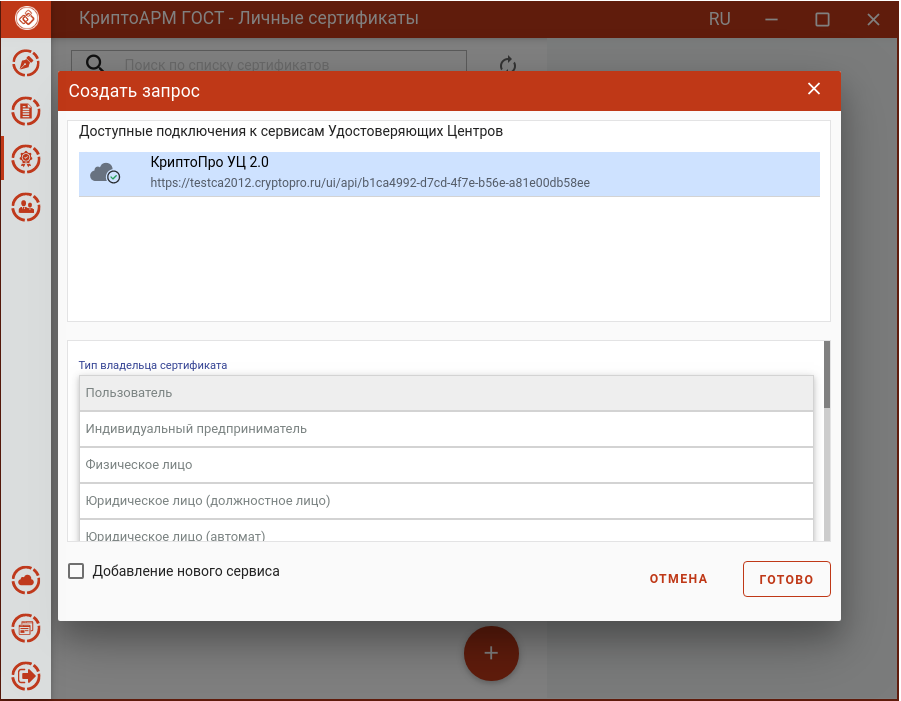 КриптоАРМ ГОСТ - Личные сертификаты
RU
Поиск по списку сертификатов
Создать запрос
Доступные подключения к сервисам Удостоверяющих Центров
КриптоПро УЦ 2.0
https://testca2012.cryptopro.ru/ui/api/b1ca4992-d7cd-4f7e-b56e-a81e00db58ee
Тип владельца сертификата
Пользователь
Индивидуальный предприниматель
Физическое лицо
Юридическое лицо (должностное лицо)
Юридическое лицо (автомат)
Добавление нового сервиса
ОТМЕНА
ГОТОВО